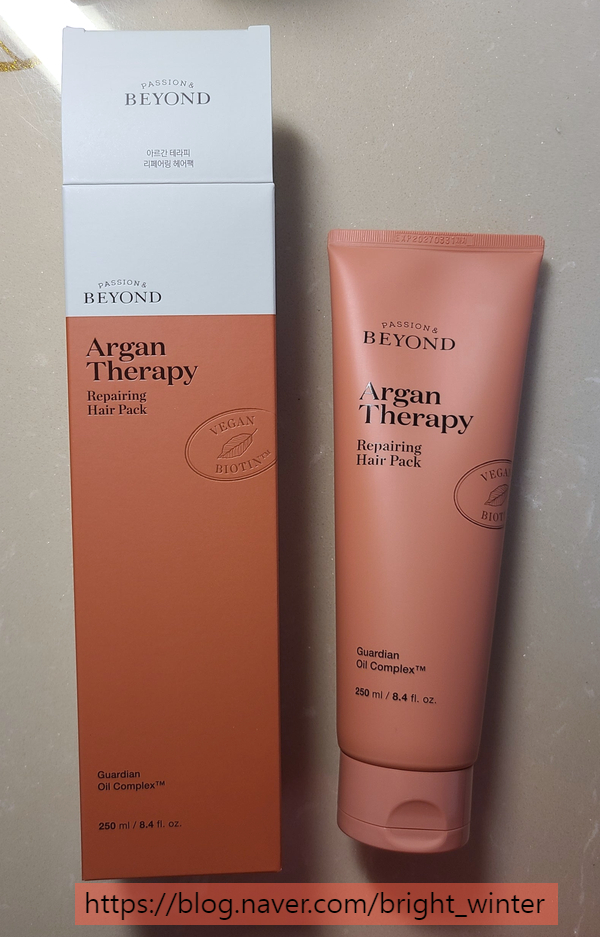 PASSION &
BEYOND
아르간 테라피
리페어링 헤어팩
PASSION &
BEYOND
Argan
Therapy
Repairing
Hair Pack
VEGAN
BIOTIN™
Guardian
Oil Complex™
250 ml / 8.4 fl. oz.
PASSION &
BEYOND
Argan
Therapy
Repairing
Hair Pack
Guardian
Oil Complex™
250 ml / 8.4 fl. oz.
https://blog.naver.com/bright_winter